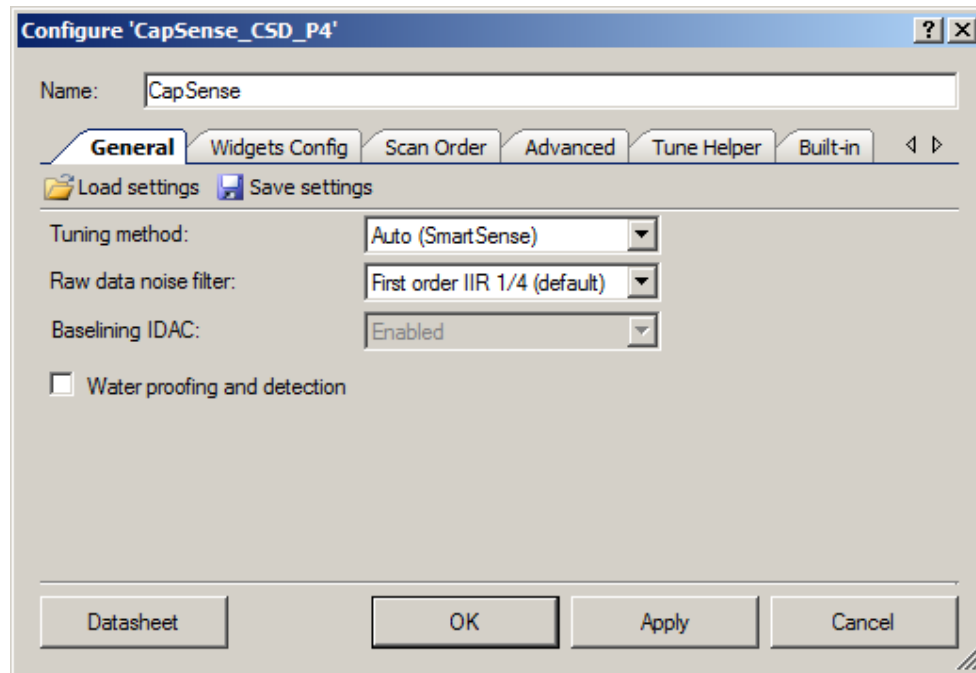 Configure 'CapSense_CSD_P4'
Name: CapSense
General Widgets Config Scan Order Advanced Tune Helper Built-in
Load settings Save settings
Tuning method: Auto (SmartSense)
Raw data noise filter: First order IIR 1/4 (default)
Baselining IDAC: Enabled
Water proofing and detection
Datasheet OK Apply Cancel